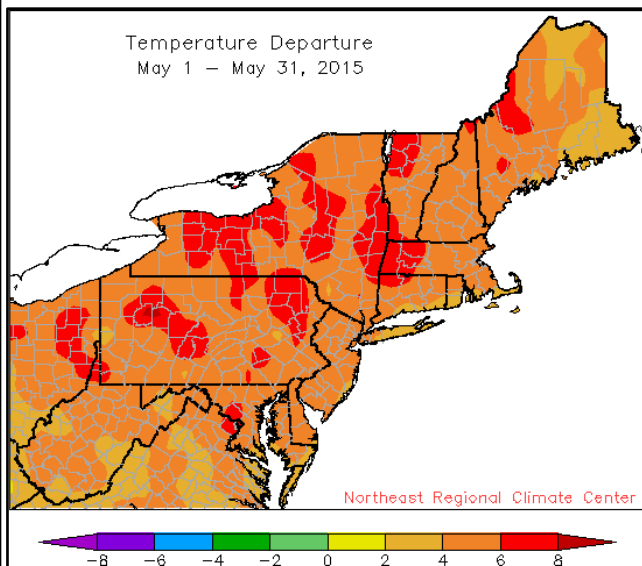 Temperature Departure
May 1 – May 31, 2015
Northeast Regional Climate Center
-8 -6 -4 -2 0 2 4 6 8